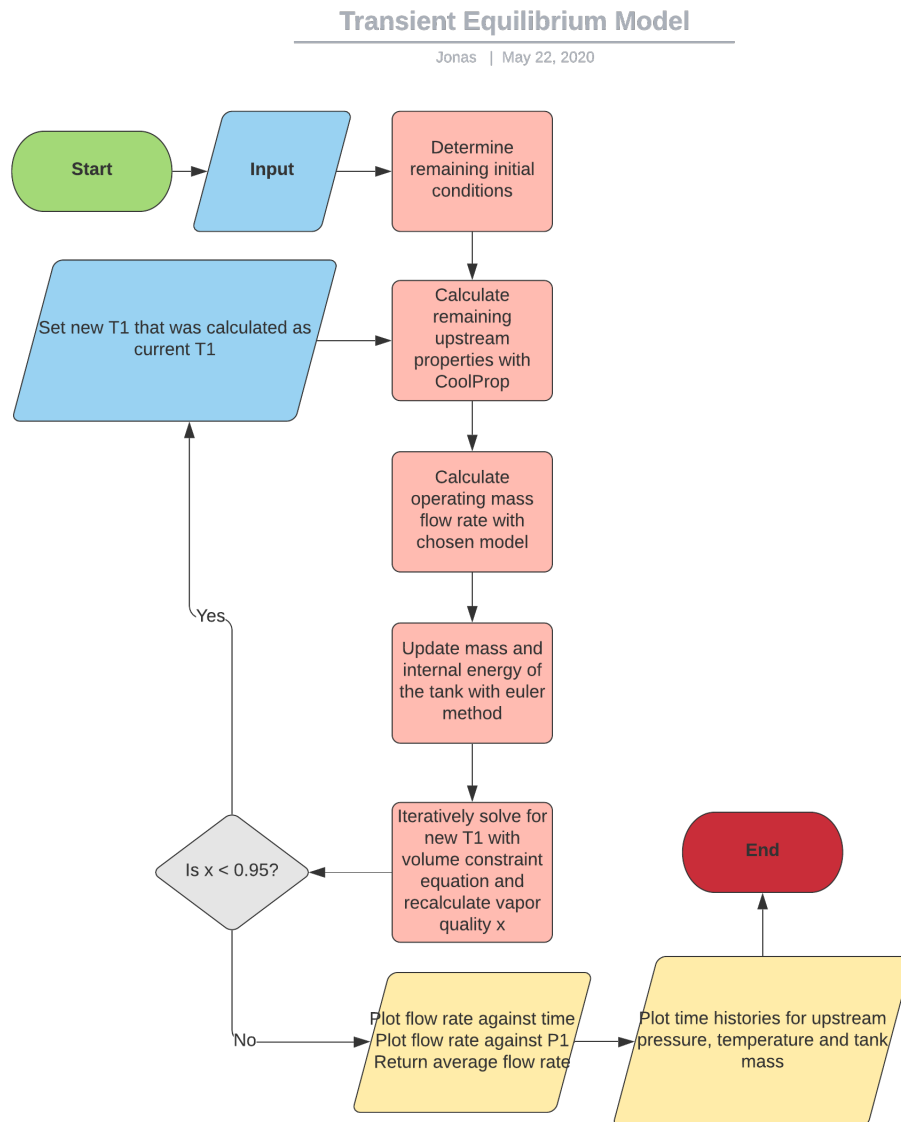 Transient Equilibrium Model
Jonas | May 22, 2020
Start
Input
Determine
remaining initial
conditions
Set new T1 that was calculated as
current T1
Calculate
remaining
upstream
properties with
CoolProp
Calculate
operating mass
flow rate with
chosen model
Yes
Update mass and
internal energy of
the tank with euler
method
Iteratively solve for
new T1 with
volume constraint
equation and
recalculate vapor
quality x
Is x < 0.95?
End
No
Plot flow rate against time
Plot flow rate against P1
Return average flow rate
Plot time histories for upstream
pressure, temperature and tank
mass